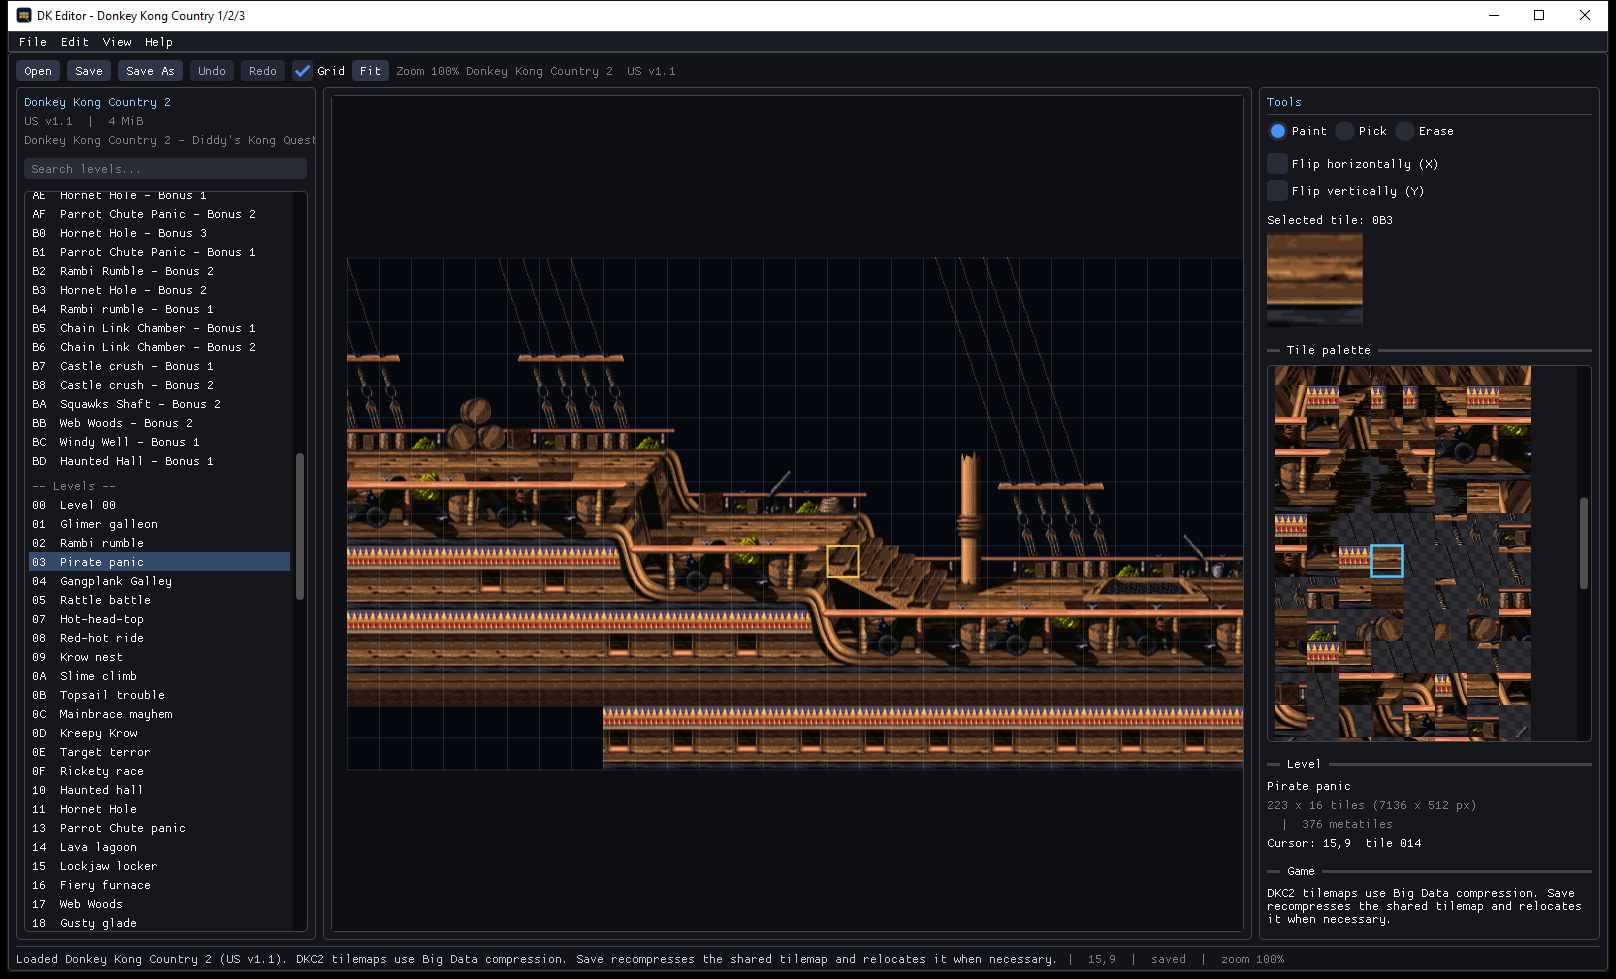 DK Editor - Donkey Kong Country 1/2/3
File Edit View Help
Open Save Save As Undo Redo Grid Fit Zoom 100% Donkey Kong Country 2 US v1.1
Donkey Kong Country 2
US v1.1 | 4 MiB
Donkey Kong Country 2 - Diddy's Kong Quest
Search levels...
AE Hornet Hole - Bonus 1
AF Parrot Chute Panic - Bonus 2
B0 Hornet Hole - Bonus 3
B1 Parrot Chute Panic - Bonus 1
B2 Rambi Rumble - Bonus 2
B3 Hornet Hole - Bonus 2
B4 Rambi rumble - Bonus 1
B5 Chain Link Chamber - Bonus 1
B6 Chain Link Chamber - Bonus 2
B7 Castle crush - Bonus 1
B8 Castle crush - Bonus 2
BA Squawks Shaft - Bonus 2
BB Web Woods - Bonus 2
BC Windy Well - Bonus 1
BD Haunted Hall - Bonus 1
-- Levels --
00 Level 00
01 Glimer galleon
02 Rambi rumble
03 Pirate panic
04 Gangplank Galley
05 Rattle battle
07 Hot-head-top
08 Red-hot ride
09 Krow nest
0A Slime climb
0B Topsail trouble
0C Mainbrace mayhem
0D Kreepy Krow
0E Target terror
0F Rickety race
10 Haunted hall
11 Hornet Hole
13 Parrot Chute panic
14 Lava lagoon
15 Lockjaw locker
16 Fiery furnace
17 Web Woods
18 Gusty glade
Tools
Paint Pick Erase
Flip horizontally (X)
Flip vertically (Y)
Selected tile: 0B3
Tile palette
Level
Pirate panic
223 x 16 tiles (7136 x 512 px)
| 376 metatiles
Cursor: 15,9 tile 014
Game
DKC2 tilemaps use Big Data compression. Save
recompresses the shared tilemap and relocates
it when necessary.
Loaded Donkey Kong Country 2 (US v1.1). DKC2 tilemaps use Big Data compression. Save recompresses the shared tilemap and relocates it when necessary. | 15,9 | saved | zoom 100%